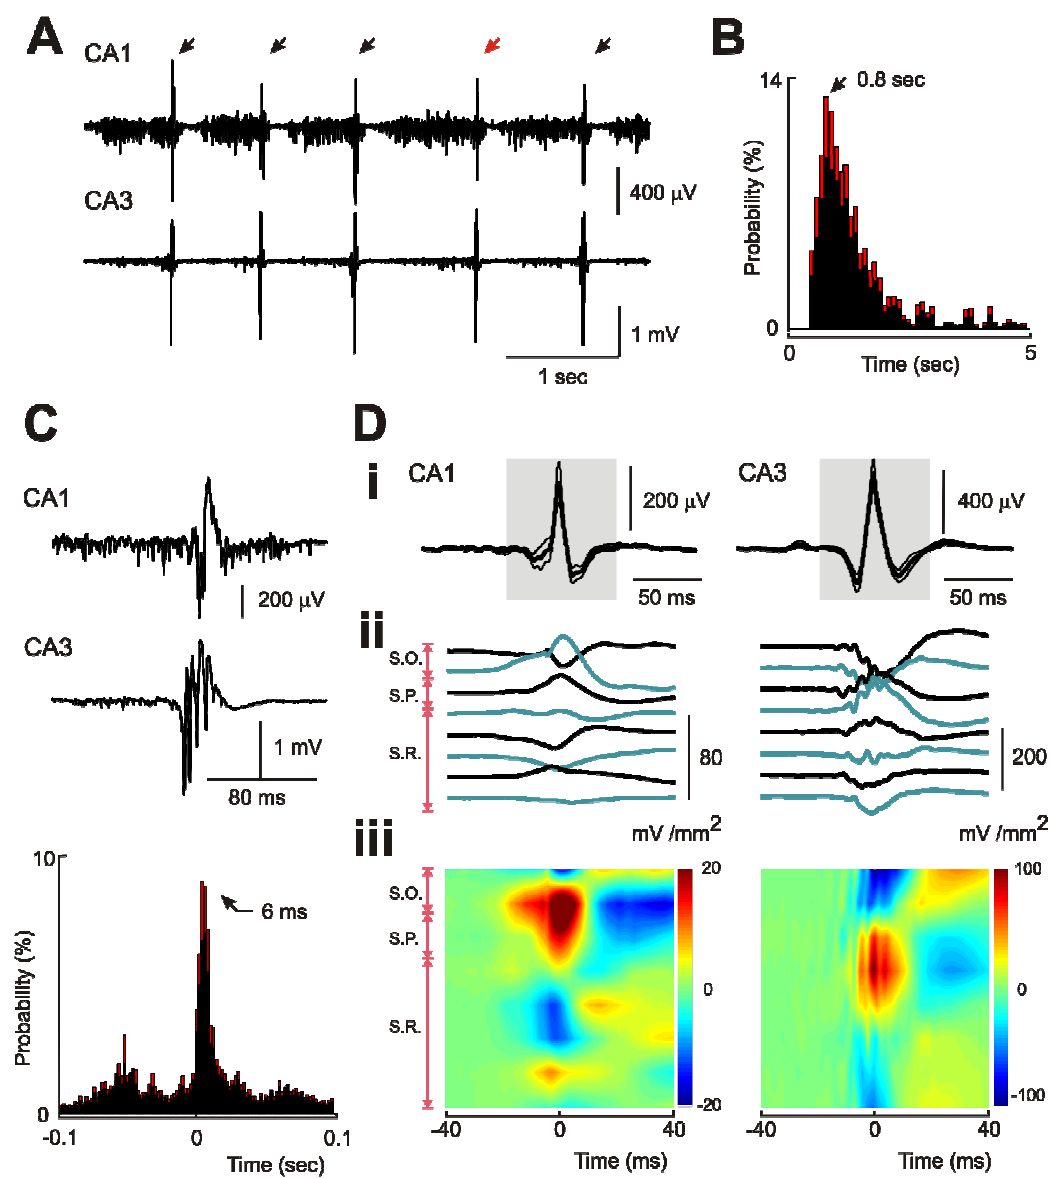 A
CA1
400 µV
CA3
1 mV
1 sec
B
14
0.8 sec
Probability (%)
0
0
5
Time (sec)
C
CA1
200 µV
CA3
1 mV
80 ms
10
6 ms
Probability (%)
0
-0.1
0
0.1
Time (sec)
D
i
CA1
200 µV
50 ms
CA3
400 µV
50 ms
ii
S.O.
S.P.
S.R.
80
mV /mm2
200
mV /mm2
iii
S.O.
S.P.
S.R.
20
0
-20
-40
0
40
Time (ms)
100
0
-100
-40
0
40
Time (ms)